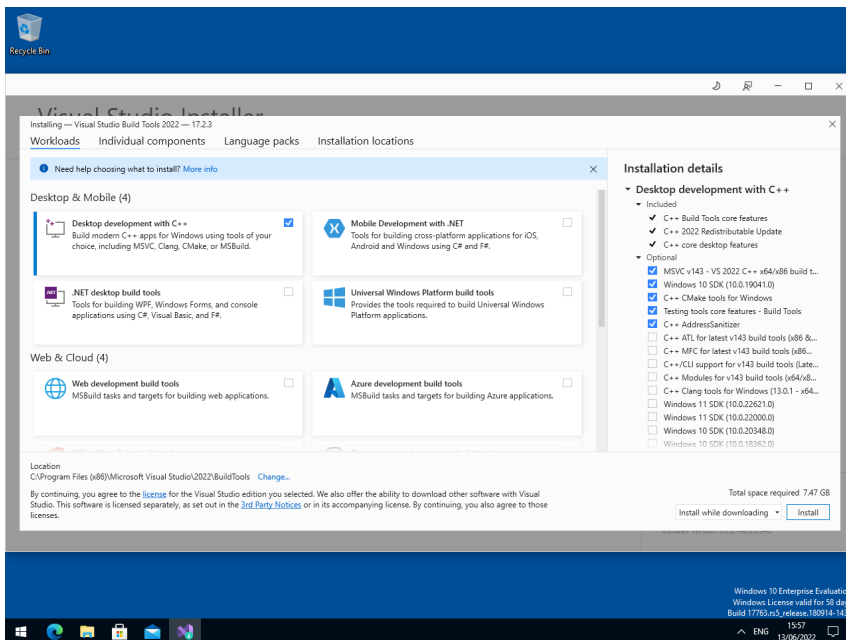 Recycle Bin
Visual Studio Installer
Installing — Visual Studio Build Tools 2022 — 17.2.3
Workloads Individual components Language packs Installation locations
Need help choosing what to install? More info
Desktop & Mobile (4)
Desktop development with C++
Build modern C++ apps for Windows using tools of your
choice, including MSVC, Clang, CMake, or MSBuild.
Mobile Development with .NET
Tools for building cross-platform applications for iOS,
Android and Windows using C# and F#.
.NET
.NET desktop build tools
Tools for building WPF, Windows Forms, and console
applications using C#, Visual Basic, and F#.
Universal Windows Platform build tools
Provides the tools required to build Universal Windows
Platform applications.
Web & Cloud (4)
Web development build tools
MSBuild tasks and targets for building web applications.
Azure development build tools
MSBuild tasks and targets for building Azure applications.
Installation details
Desktop development with C++
Included
C++ Build Tools core features
C++ 2022 Redistributable Update
C++ core desktop features
Optional
MSVC v143 - VS 2022 C++ x64/x86 build t...
Windows 10 SDK (10.0.19041.0)
C++ CMake tools for Windows
Testing tools core features - Build Tools
C++ AddressSanitizer
C++ ATL for latest v143 build tools (x86 &...
C++ MFC for latest v143 build tools (x86...
C++/CLI support for v143 build tools (Late...
C++ Modules for v143 build tools (x64/x8...
C++ Clang tools for Windows (13.0.1 - x64...
Windows 11 SDK (10.0.22621.0)
Windows 11 SDK (10.0.22000.0)
Windows 10 SDK (10.0.20348.0)
Windows 10 SDK (10.0.18362.0)
Location
C:\Program Files (x86)\Microsoft Visual Studio\2022\BuildTools Change...
By continuing, you agree to the license for the Visual Studio edition you selected. We also offer the ability to download other software with Visual
Studio. This software is licensed separately, as set out in the 3rd Party Notices or in its accompanying license. By continuing, you also agree to those
licenses.
Total space required 7.47 GB
Install while downloading Install
Windows 10 Enterprise Evaluatio
Windows License valid for 58 da
Build 17763.rs5_release.180914-143
ENG
15:57
13/06/2022